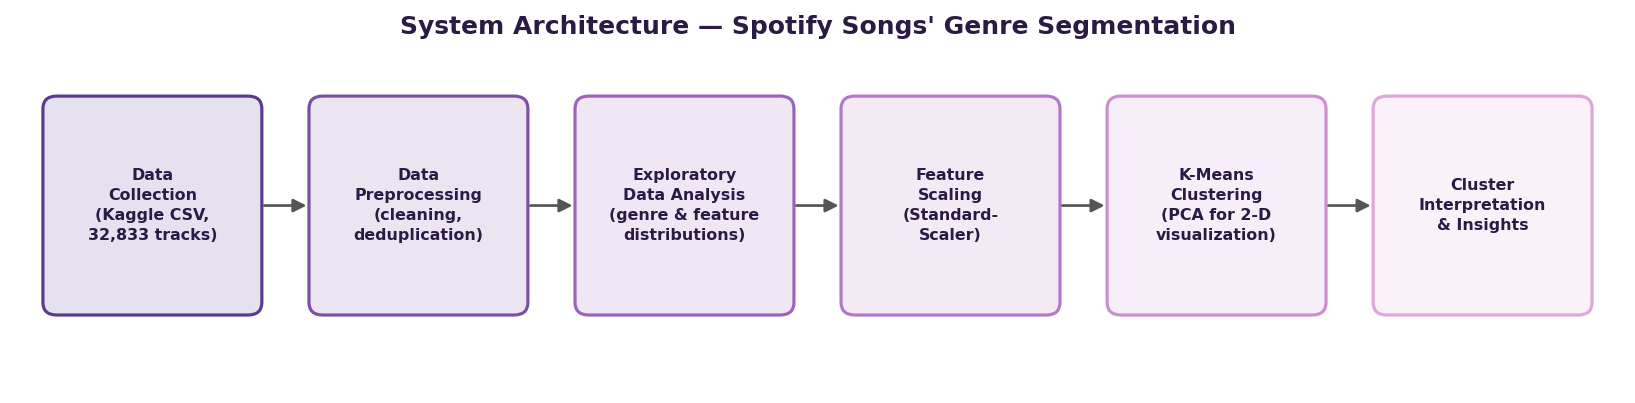 System Architecture — Spotify Songs' Genre Segmentation
Data
Collection
(Kaggle CSV,
32,833 tracks)
Data
Preprocessing
(cleaning,
deduplication)
Exploratory
Data Analysis
(genre & feature
distributions)
Feature
Scaling
(Standard-
Scaler)
K-Means
Clustering
(PCA for 2-D
visualization)
Cluster
Interpretation
& Insights